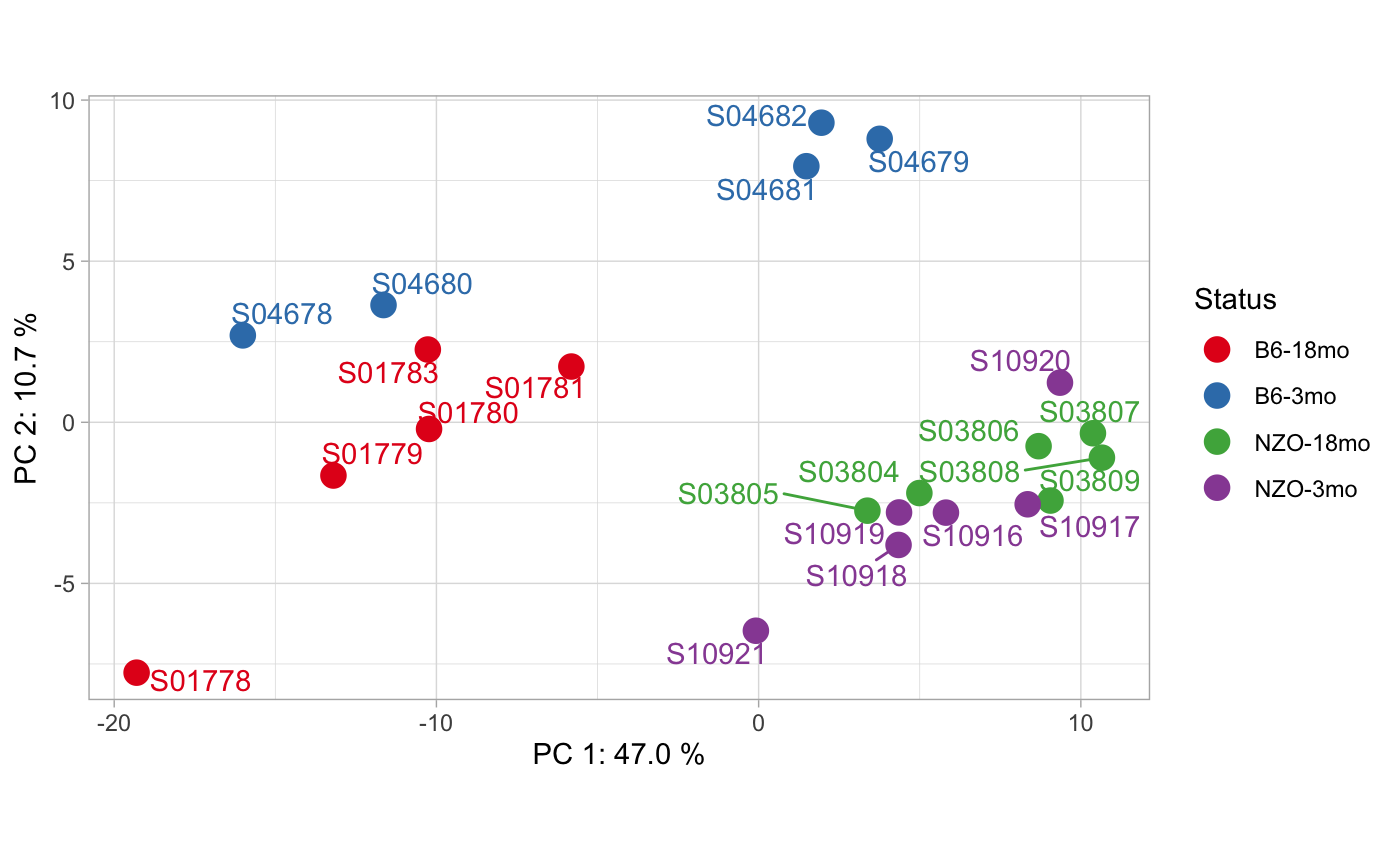 10
5
0
-5
PC 2: 10.7 %
S04682
S04679
S04681
S04680
S04678
S01783
S01781
S01780
S01779
S10920
S03807
S03806
S03804
S03808
S03809
S03805
S10919
S10916
S10917
S10918
S10921
S01778
-20
-10
0
10
PC 1: 47.0 %
Status
B6-18mo
B6-3mo
NZO-18mo
NZO-3mo